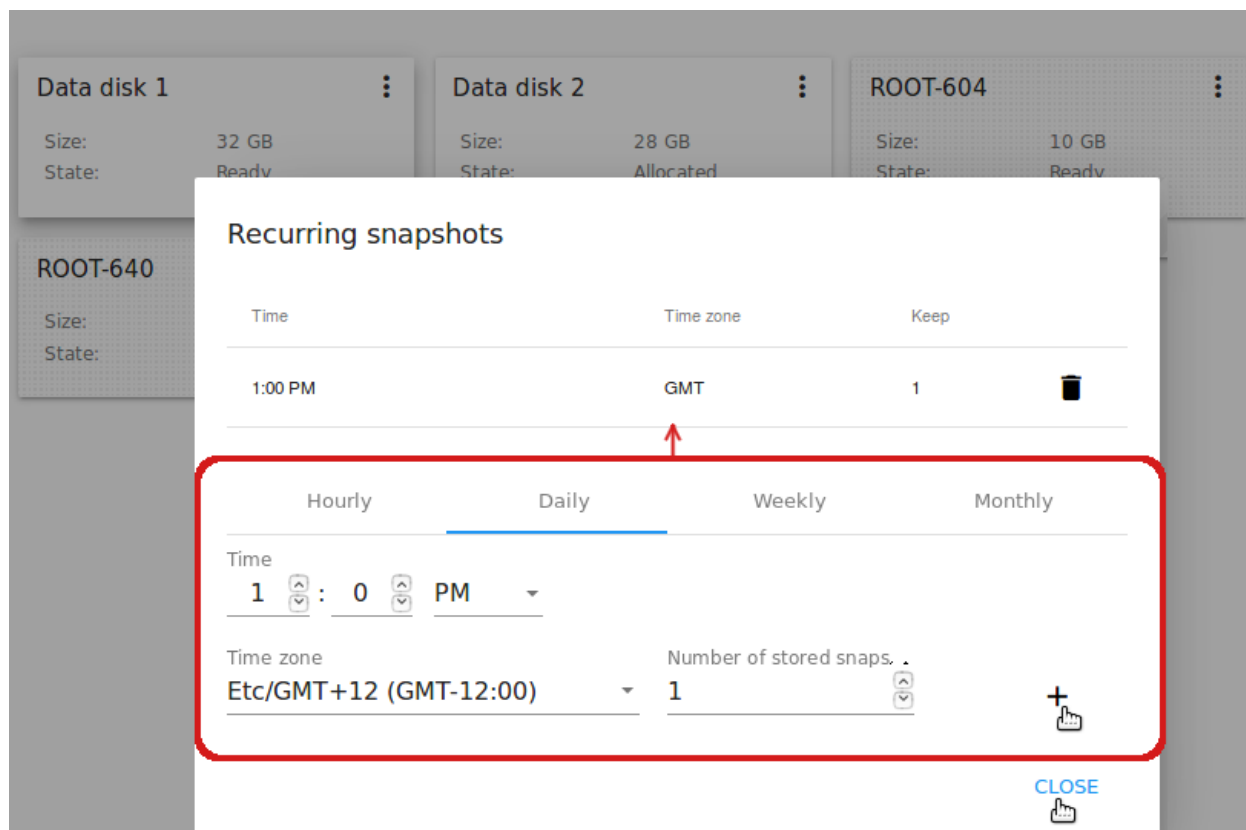 Data disk 1 Data disk 2 ROOT-604
Size: 32 GB Size: 28 GB Size: 10 GB
State: Ready State: Allocated State: Ready
ROOT-640
Size:
State:
Recurring snapshots
Time Time zone Keep
1:00 PM GMT 1
Hourly Daily Weekly Monthly
Time
1 : 0 PM
Time zone Number of stored snaps
Etc/GMT+12 (GMT-12:00) 1 +
CLOSE